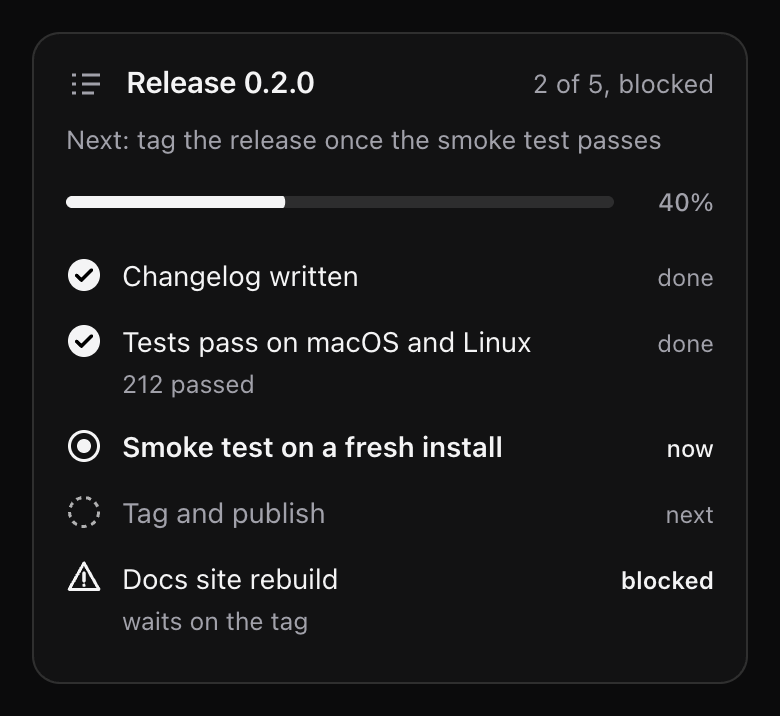 Release 0.2.0 2 of 5, blocked
Next: tag the release once the smoke test passes
40%
Changelog written done
Tests pass on macOS and Linux done
212 passed
Smoke test on a fresh install now
Tag and publish next
Docs site rebuild blocked
waits on the tag